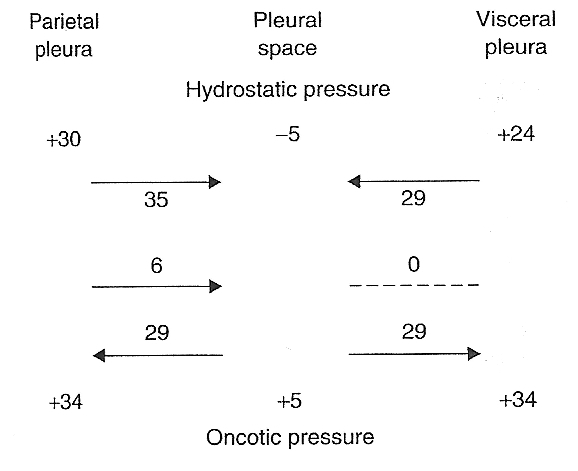 Parietal pleura
Pleural space
Visceral pleura
Hydrostatic pressure
+30 −5 +24
35 29
6 0
29 29
+34 +5 +34
Oncotic pressure